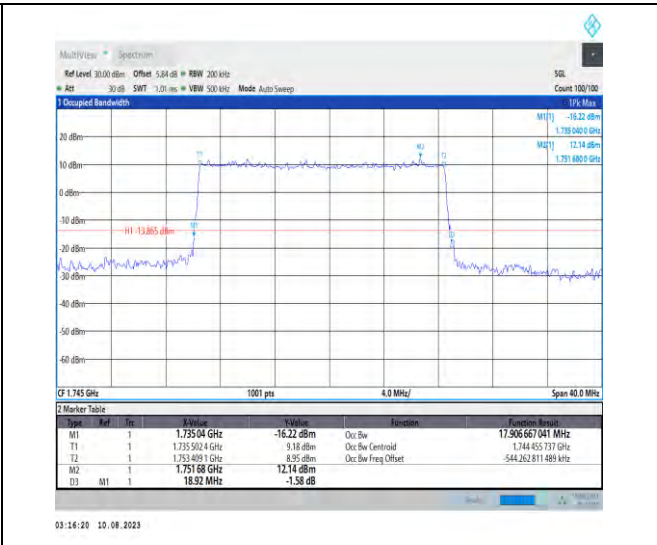 MultiView Spectrum
Ref Level 30.00 dBm Offset 5.84 dB RBW 200 kHz SGL
Att 30 dB SWT 1.01 ms VBW 500 kHz Mode Auto Sweep Count 100/100
1 Occupied Bandwidth 1Pk Max
M1[1] -16.22 dBm
1.735 040 0 GHz
M2[1] 12.14 dBm
1.751 680 0 GHz
20 dBm
M2
T1 T2
10 dBm
0 dBm
-10 dBm
M1
H1 -13.865 dBm
D3
-20 dBm
-30 dBm
-40 dBm
-50 dBm
-60 dBm
CF 1.745 GHz 1001 pts 4.0 MHz/ Span 40.0 MHz
2 Marker Table
Type Ref Trc X-Value Y-Value Function Function Result
M1 1 1.735 04 GHz -16.22 dBm Occ Bw 17.906 667 041 MHz
T1 1 1.735 502 4 GHz 9.18 dBm Occ Bw Centroid 1.744 455 737 GHz
T2 1 1.753 409 1 GHz 8.95 dBm Occ Bw Freq Offset -544.262 811 489 kHz
M2 1 1.751 68 GHz 12.14 dBm
D3 M1 1 18.92 MHz -1.58 dB
03:16:20 10.08.2023